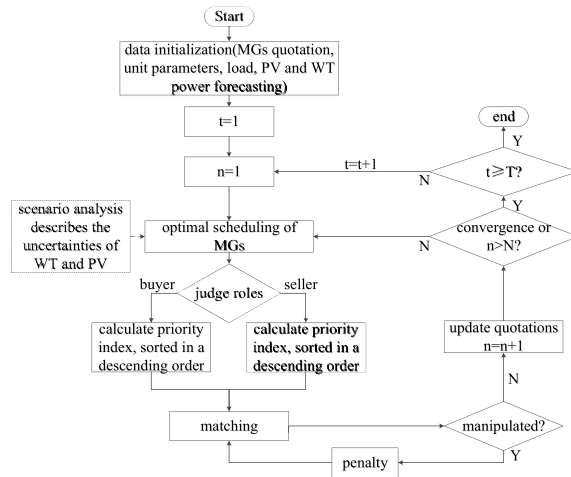 Start
data initialization(MGs quotation,
unit parameters, load, PV and WT
power forecasting)
t=1
n=1
t=t+1
N
t≥T?
Y
end
scenario analysis
describes the
uncertainties of
WT and PV
optimal scheduling of
MGs
N
convergence or
n>N?
Y
buyer
judge roles
seller
calculate priority
index, sorted in a
descending order
calculate priority
index, sorted in a
descending order
update quotations
n=n+1
N
matching
manipulated?
Y
penalty